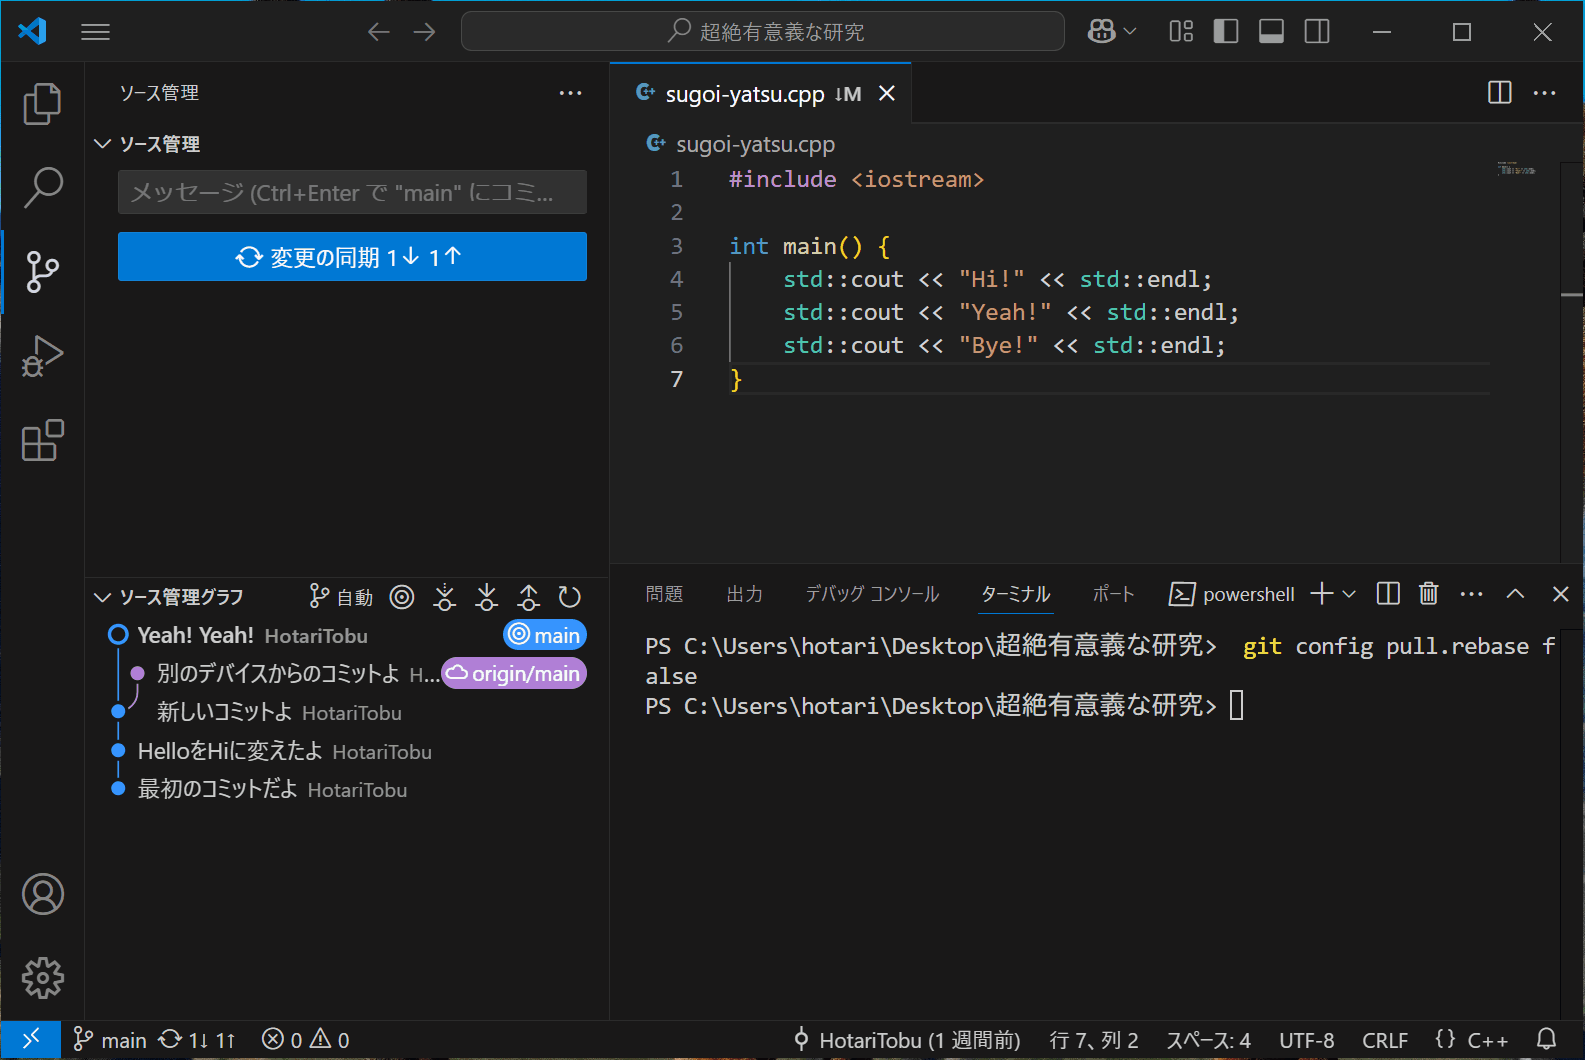 超絶有意義な研究
ソース管理
ソース管理
メッセージ (Ctrl+Enter で "main" にコミ...
変更の同期 1↓ 1↑
sugoi-yatsu.cpp ↓M
sugoi-yatsu.cpp
1 #include <iostream>
2
3 int main() {
4 std::cout << "Hi!" << std::endl;
5 std::cout << "Yeah!" << std::endl;
6 std::cout << "Bye!" << std::endl;
7 }
ソース管理グラフ 自動
Yeah! Yeah! HotariTobu main
別のデバイスからのコミットよ H... origin/main
新しいコミットよ HotariTobu
HelloをHiに変えたよ HotariTobu
最初のコミットだよ HotariTobu
問題 出力 デバッグ コンソール ターミナル ポート powershell
PS C:\Users\hotari\Desktop\超絶有意義な研究> git config pull.rebase f
alse
PS C:\Users\hotari\Desktop\超絶有意義な研究>
main 1↓ 1↑ 0 0 HotariTobu (1 週間前) 行 7、列 2 スペース: 4 UTF-8 CRLF {} C++